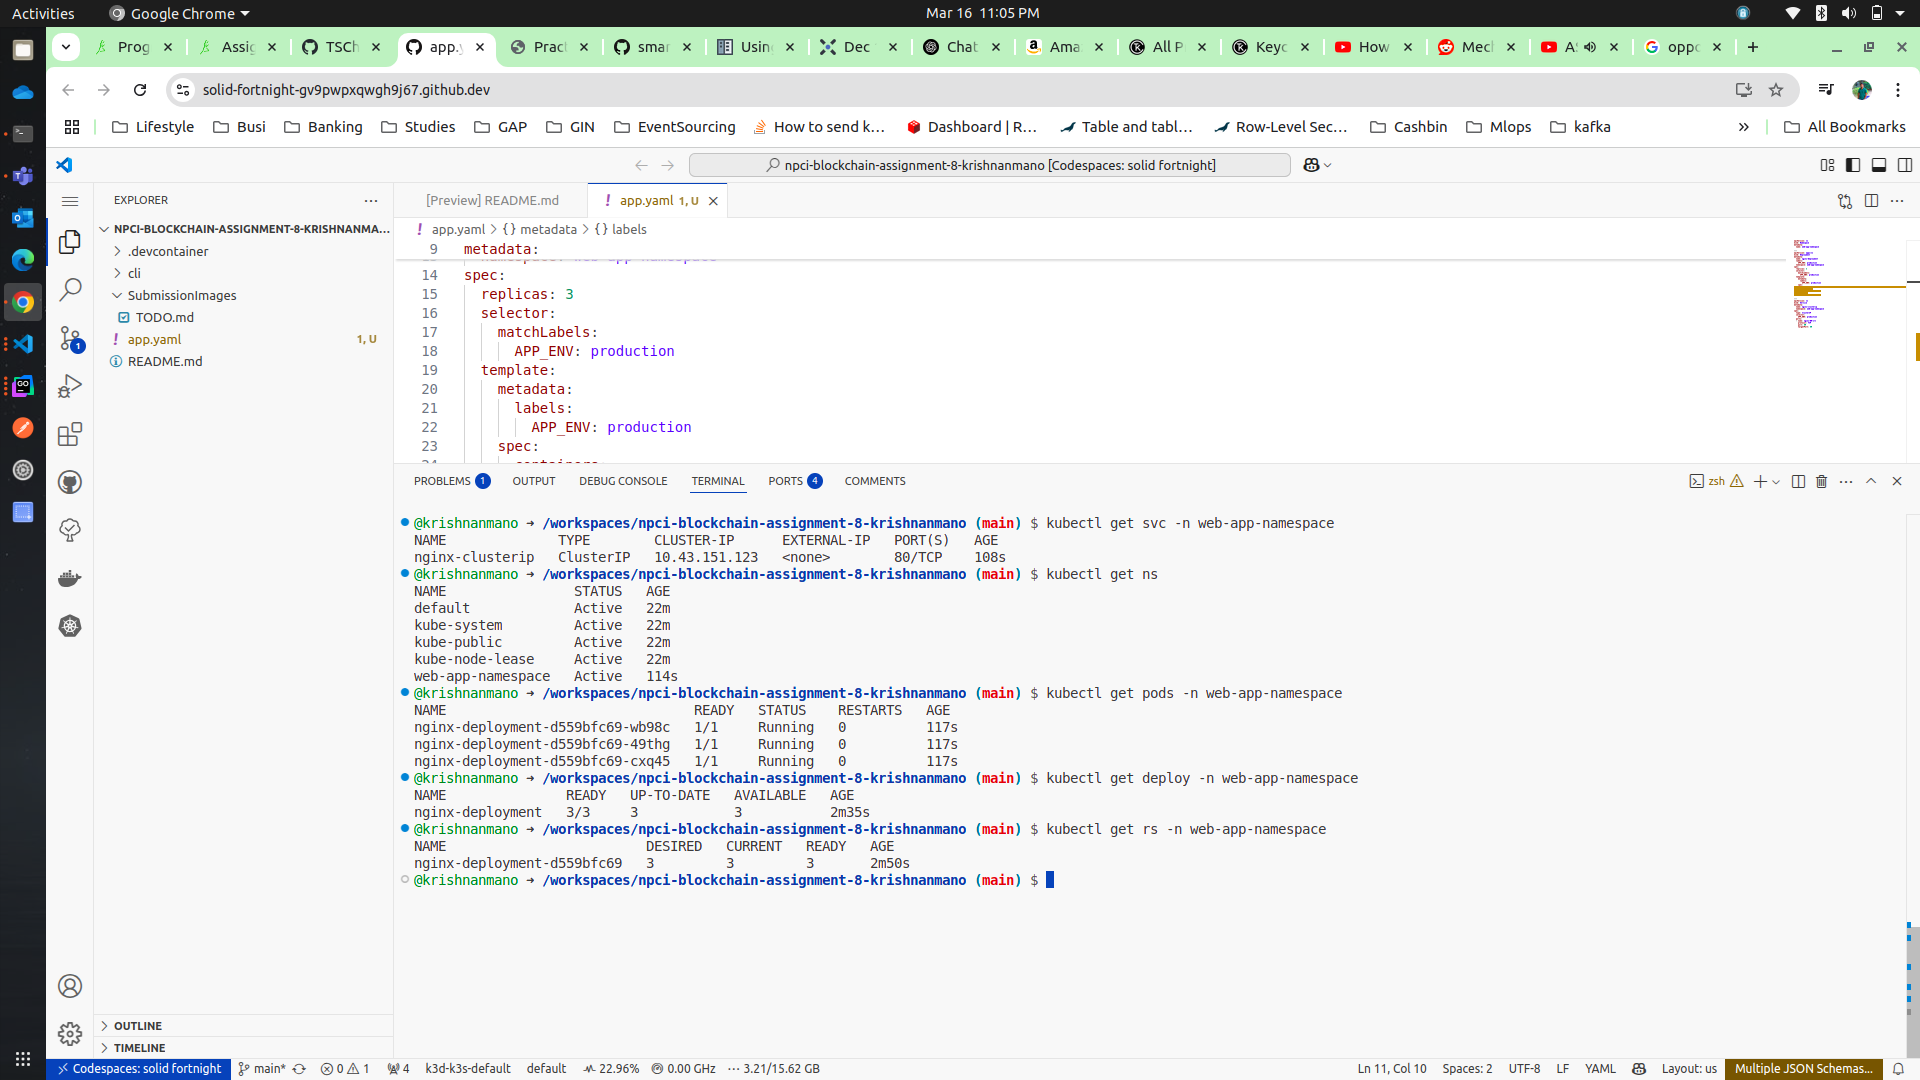 Activities
Google Chrome
Mar 16 11:05 PM
Prog
Assig
TSCh
app.y
Pract
smar
Using
Dec
Chat
Ama
All P
Keyc
How
Mech
AS
oppo
solid-fortnight-gv9pwpxqwgh9j67.github.dev
Lifestyle
Busi
Banking
Studies
GAP
GIN
EventSourcing
How to send k...
Dashboard | R...
Table and tabl...
Row-Level Sec...
Cashbin
Mlops
kafka
»
All Bookmarks
npci-blockchain-assignment-8-krishnanmano [Codespaces: solid fortnight]
EXPLORER
NPCI-BLOCKCHAIN-ASSIGNMENT-8-KRISHNANMA...
.devcontainer
cli
SubmissionImages
TODO.md
! app.yaml 1, U
README.md
OUTLINE
TIMELINE
[Preview] README.md
! app.yaml 1, U
! app.yaml > {} metadata > {} labels
9 metadata:
14 spec:
15 replicas: 3
16 selector:
17 matchLabels:
18 APP_ENV: production
19 template:
20 metadata:
21 labels:
22 APP_ENV: production
23 spec:
PROBLEMS 1
OUTPUT
DEBUG CONSOLE
TERMINAL
PORTS 4
COMMENTS
zsh
@krishnanmano ➜ /workspaces/npci-blockchain-assignment-8-krishnanmano (main) $ kubectl get svc -n web-app-namespace
NAME TYPE CLUSTER-IP EXTERNAL-IP PORT(S) AGE
nginx-clusterip ClusterIP 10.43.151.123 <none> 80/TCP 108s
@krishnanmano ➜ /workspaces/npci-blockchain-assignment-8-krishnanmano (main) $ kubectl get ns
NAME STATUS AGE
default Active 22m
kube-system Active 22m
kube-public Active 22m
kube-node-lease Active 22m
web-app-namespace Active 114s
@krishnanmano ➜ /workspaces/npci-blockchain-assignment-8-krishnanmano (main) $ kubectl get pods -n web-app-namespace
NAME READY STATUS RESTARTS AGE
nginx-deployment-d559bfc69-wb98c 1/1 Running 0 117s
nginx-deployment-d559bfc69-49thg 1/1 Running 0 117s
nginx-deployment-d559bfc69-cxq45 1/1 Running 0 117s
@krishnanmano ➜ /workspaces/npci-blockchain-assignment-8-krishnanmano (main) $ kubectl get deploy -n web-app-namespace
NAME READY UP-TO-DATE AVAILABLE AGE
nginx-deployment 3/3 3 3 2m35s
@krishnanmano ➜ /workspaces/npci-blockchain-assignment-8-krishnanmano (main) $ kubectl get rs -n web-app-namespace
NAME DESIRED CURRENT READY AGE
nginx-deployment-d559bfc69 3 3 3 2m50s
@krishnanmano ➜ /workspaces/npci-blockchain-assignment-8-krishnanmano (main) $
Codespaces: solid fortnight
main*
0
1
4
k3d-k3s-default
default
22.96%
0.00 GHz
3.21/15.62 GB
Ln 11, Col 10
Spaces: 2
UTF-8
LF
YAML
Layout: us
Multiple JSON Schemas...